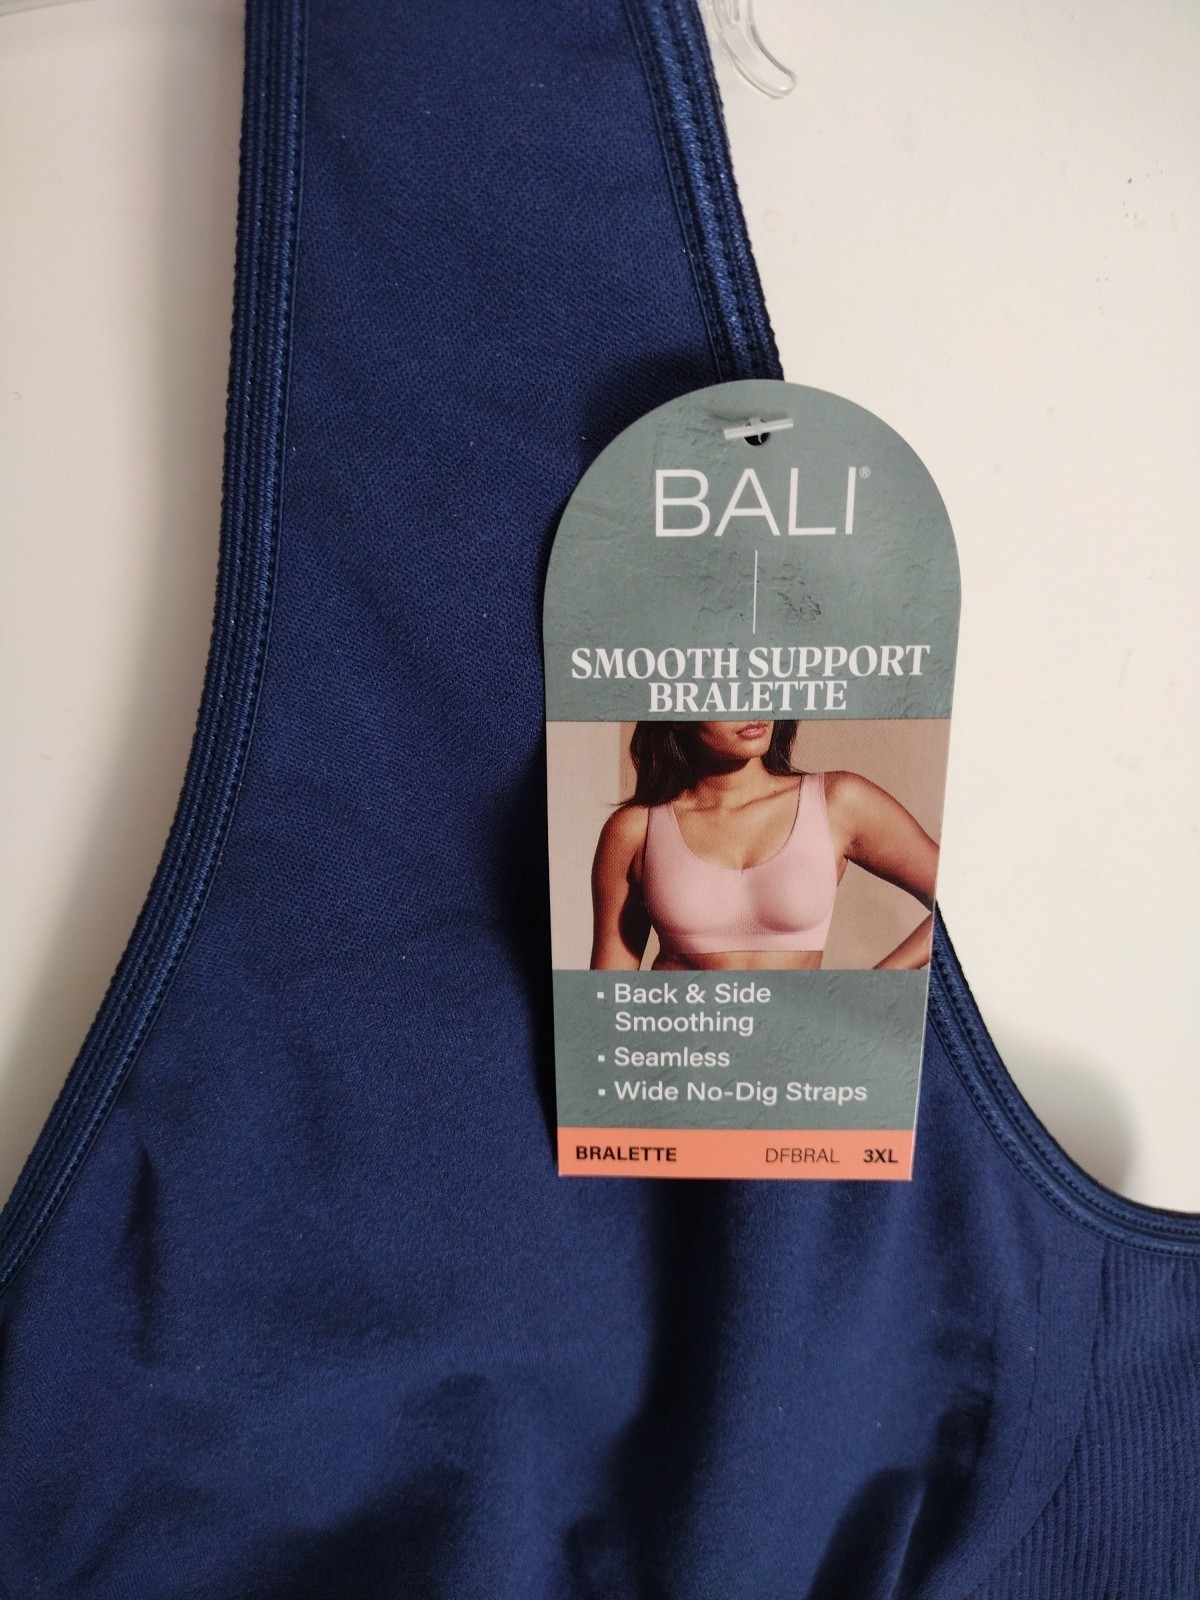 BALI®
SMOOTH SUPPORT
BRALETTE
▪ Back & Side
Smoothing
▪ Seamless
▪ Wide No-Dig Straps
BRALETTE DFBRAL 3XL